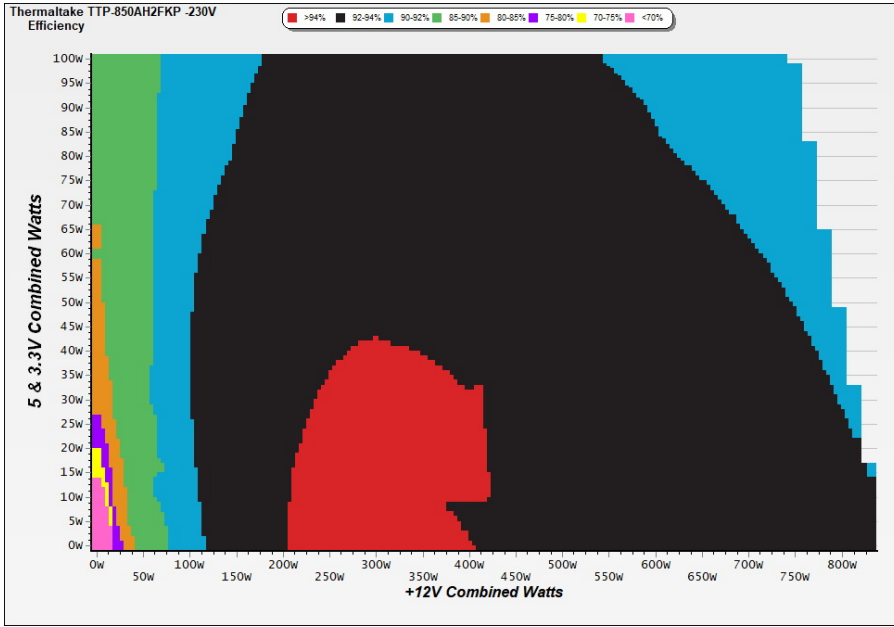 Thermaltake TTP-850AH2FKP -230V
Efficiency
>94% 92-94% 90-92% 85-90% 80-85% 75-80% 70-75% <70%
100W
95W
90W
85W
80W
75W
70W
65W
60W
55W
50W
45W
40W
35W
30W
25W
20W
15W
10W
5W
0W
5 & 3.3V Combined Watts
0W 100W 200W 300W 400W 500W 600W 700W
50W 150W 250W 350W 450W 550W 650W 750W
+12V Combined Watts